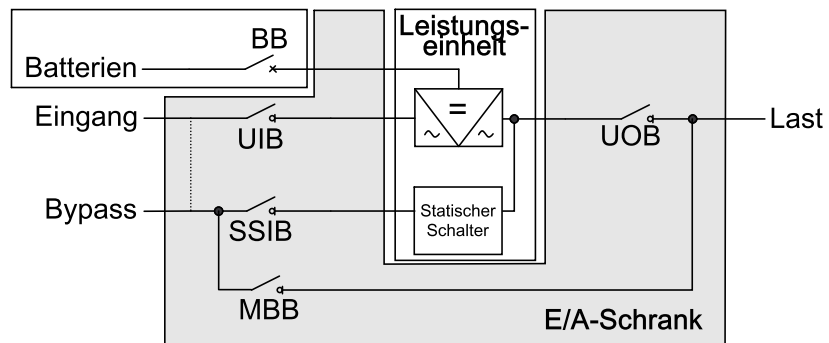 Leistungs-
einheit
BB
Batterien
=
Eingang
~ ~
UIB
UOB
Last
Bypass
SSIB
Statischer
Schalter
MBB
E/A-Schrank